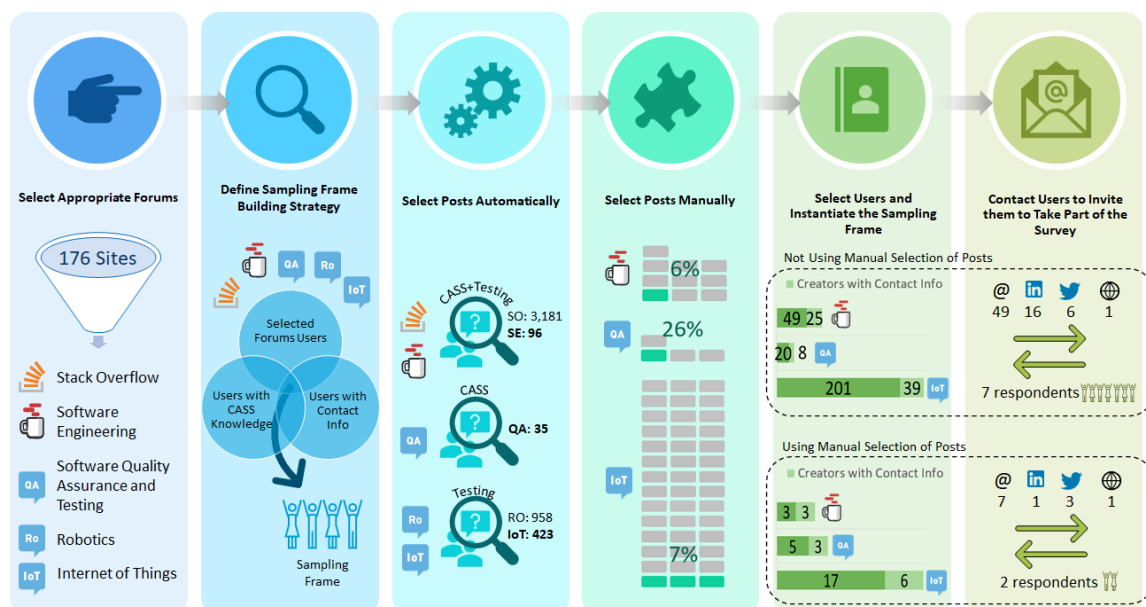 Select Appropriate Forums
176 Sites
Stack Overflow
Software
Engineering
QA
Software Quality
Assurance and
Testing
Ro
Robotics
IoT
Internet of Things
Define Sampling Frame
Building Strategy
QA
Ro
IoT
Selected
Forums Users
Users with
CASS
Knowledge
Users with
Contact
Info
Sampling
Frame
Select Posts Automatically
CASS+Testing
SO: 3,181
SE: 96
CASS
QA
QA: 35
Testing
Ro
IoT
RO: 958
IoT: 423
Select Posts Manually
6%
QA
26%
IoT
7%
Select Users and
Instantiate the Sampling
Frame
Contact Users to Invite
them to Take Part of the
Survey
Not Using Manual Selection of Posts
Creators with Contact Info
49 25
20 8 QA
201 39 IoT
@ in
49 16 6 1
7 respondents
Using Manual Selection of Posts
Creators with Contact Info
3 3
5 3 QA
17 6 IoT
@ in
7 1 3 1
2 respondents